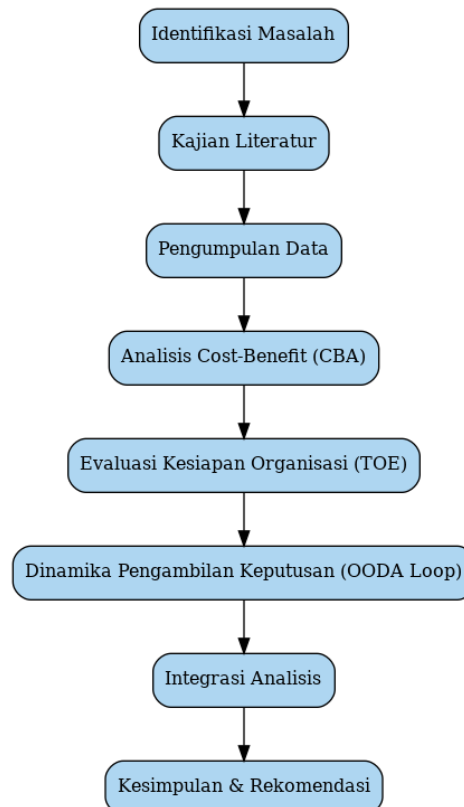 Identifikasi Masalah
Kajian Literatur
Pengumpulan Data
Analisis Cost-Benefit (CBA)
Evaluasi Kesiapan Organisasi (TOE)
Dinamika Pengambilan Keputusan (OODA Loop)
Integrasi Analisis
Kesimpulan & Rekomendasi